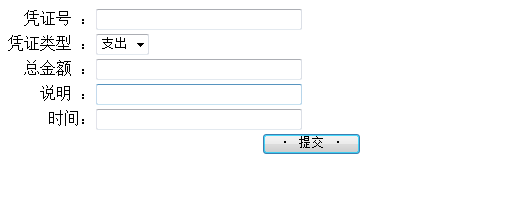 凭证号 ：
凭证类型 ： 支出
总金额 ：
说明 ：
时间：
· 提交 ·